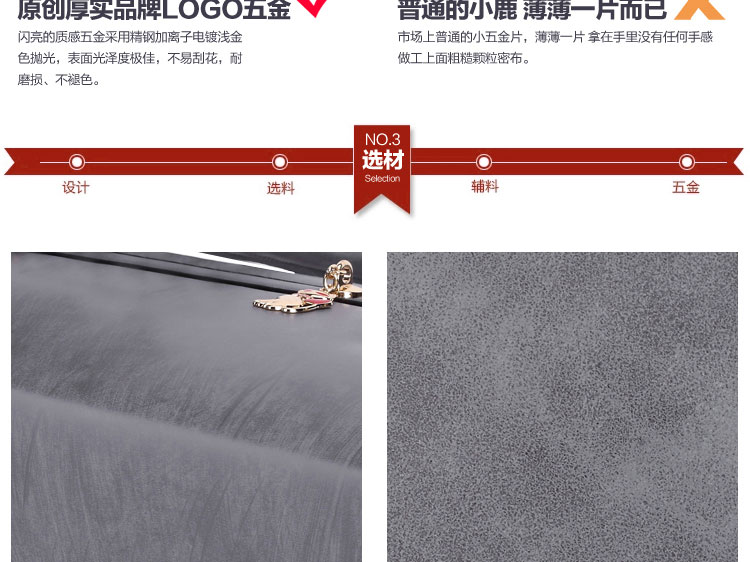 原创厚实品牌LOGO五金
闪亮的质感五金采用精钢加离子电镀浅金
色抛光，表面光泽度极佳，不易刮花，耐
磨损、不褪色。
普通的小鹿 薄薄一片而已
市场上普通的小五金片，薄薄一片 拿在手里没有任何手感
做工上面粗糙颗粒密布。
NO.3
选材
Selection
设计
选料
辅料
五金